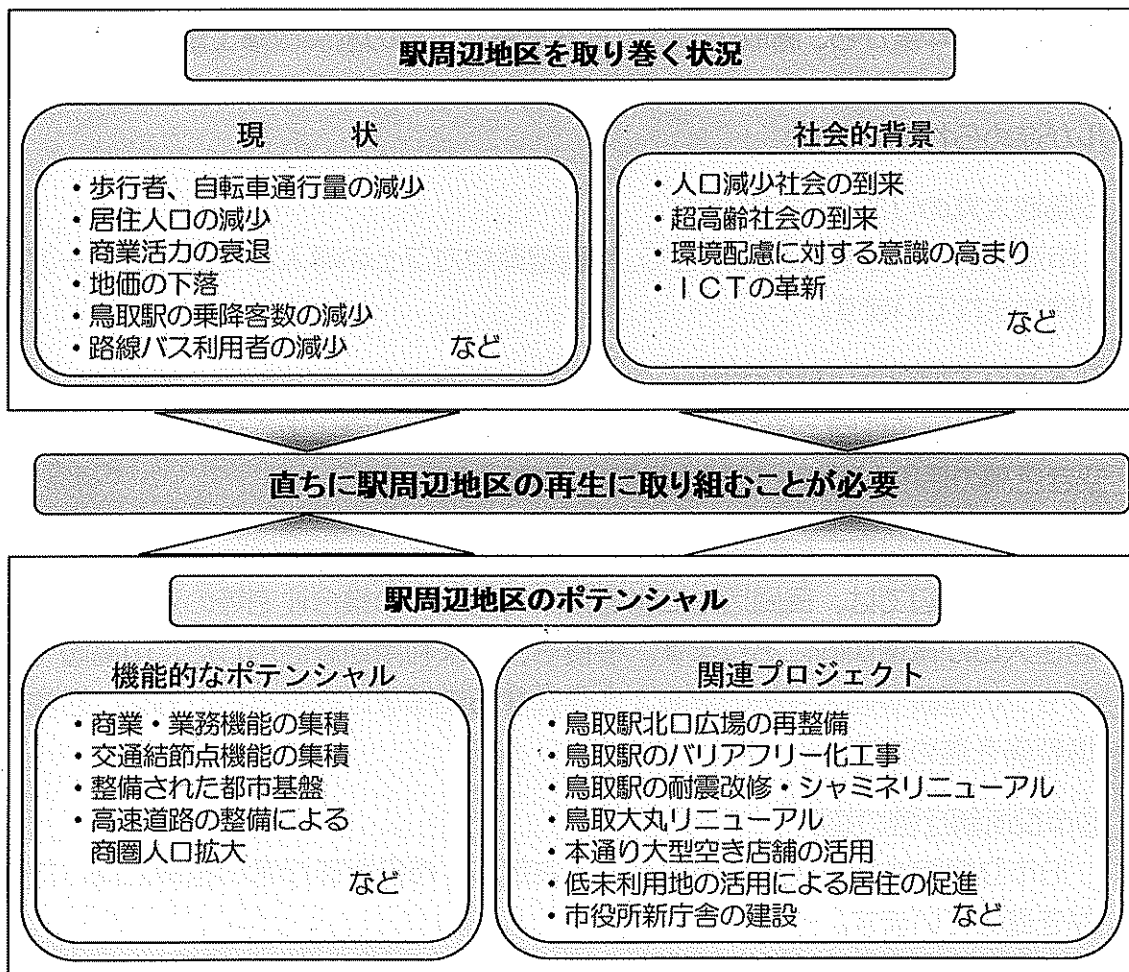 駅周辺地区を取り巻く状況
現　　状
・歩行者、自転車通行量の減少
・居住人口の減少
・商業活力の衰退
・地価の下落
・鳥取駅の乗降客数の減少
・路線バス利用者の減少　　　など
社会的背景
・人口減少社会の到来
・超高齢社会の到来
・環境配慮に対する意識の高まり
・ＩＣＴの革新
など
直ちに駅周辺地区の再生に取り組むことが必要
駅周辺地区のポテンシャル
機能的なポテンシャル
・商業・業務機能の集積
・交通結節点機能の集積
・整備された都市基盤
・高速道路の整備による
商圏人口拡大
など
関連プロジェクト
・鳥取駅北口広場の再整備
・鳥取駅のバリアフリー化工事
・鳥取駅の耐震改修・シャミネリニューアル
・鳥取大丸リニューアル
・本通り大型空き店舗の活用
・低未利用地の活用による居住の促進
・市役所新庁舎の建設　　　など